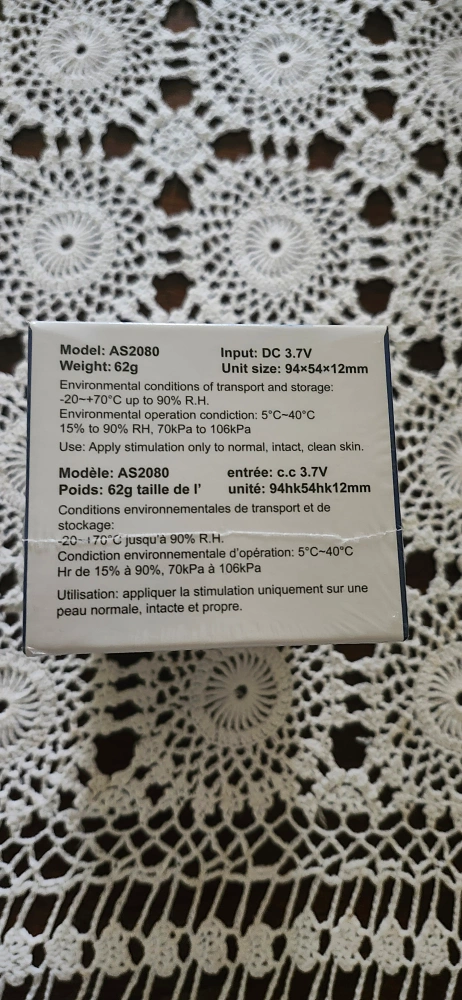 Model: AS2080 Input: DC 3.7V
Weight: 62g Unit size: 94×54×12mm
Environmental conditions of transport and storage:
-20~+70°C up to 90% R.H.
Environmental operation condiction: 5°C~40°C
15% to 90% RH, 70kPa to 106kPa
Use: Apply stimulation only to normal, intact, clean skin.
Modèle: AS2080 entrée: c.c 3.7V
Poids: 62g taille de l' unité: 94hk54hk12mm
Conditions environnementales de transport et de
stockage:
-20~+70°C jusqu'à 90% R.H.
Condiction environnementale d'opération: 5°C~40°C
Hr de 15% à 90%, 70kPa à 106kPa
Utilisation: appliquer la stimulation uniquement sur une
peau normale, intacte et propre.